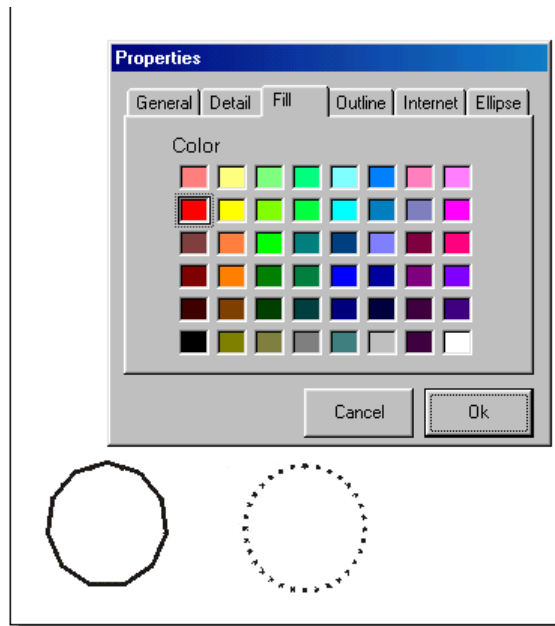 Properties
General Detail Fill Outline Internet Ellipse
Color
Cancel Ok